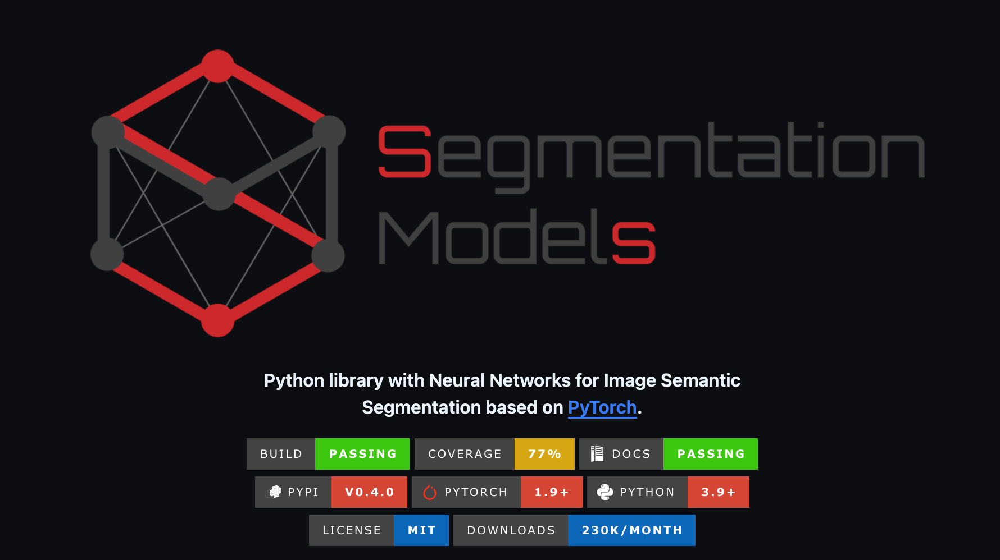 Segmentation
Models
Python library with Neural Networks for Image Semantic
Segmentation based on PyTorch.
BUILD PASSING COVERAGE 77% DOCS PASSING
PYPI V0.4.0 PYTORCH 1.9+ PYTHON 3.9+
LICENSE MIT DOWNLOADS 230K/MONTH